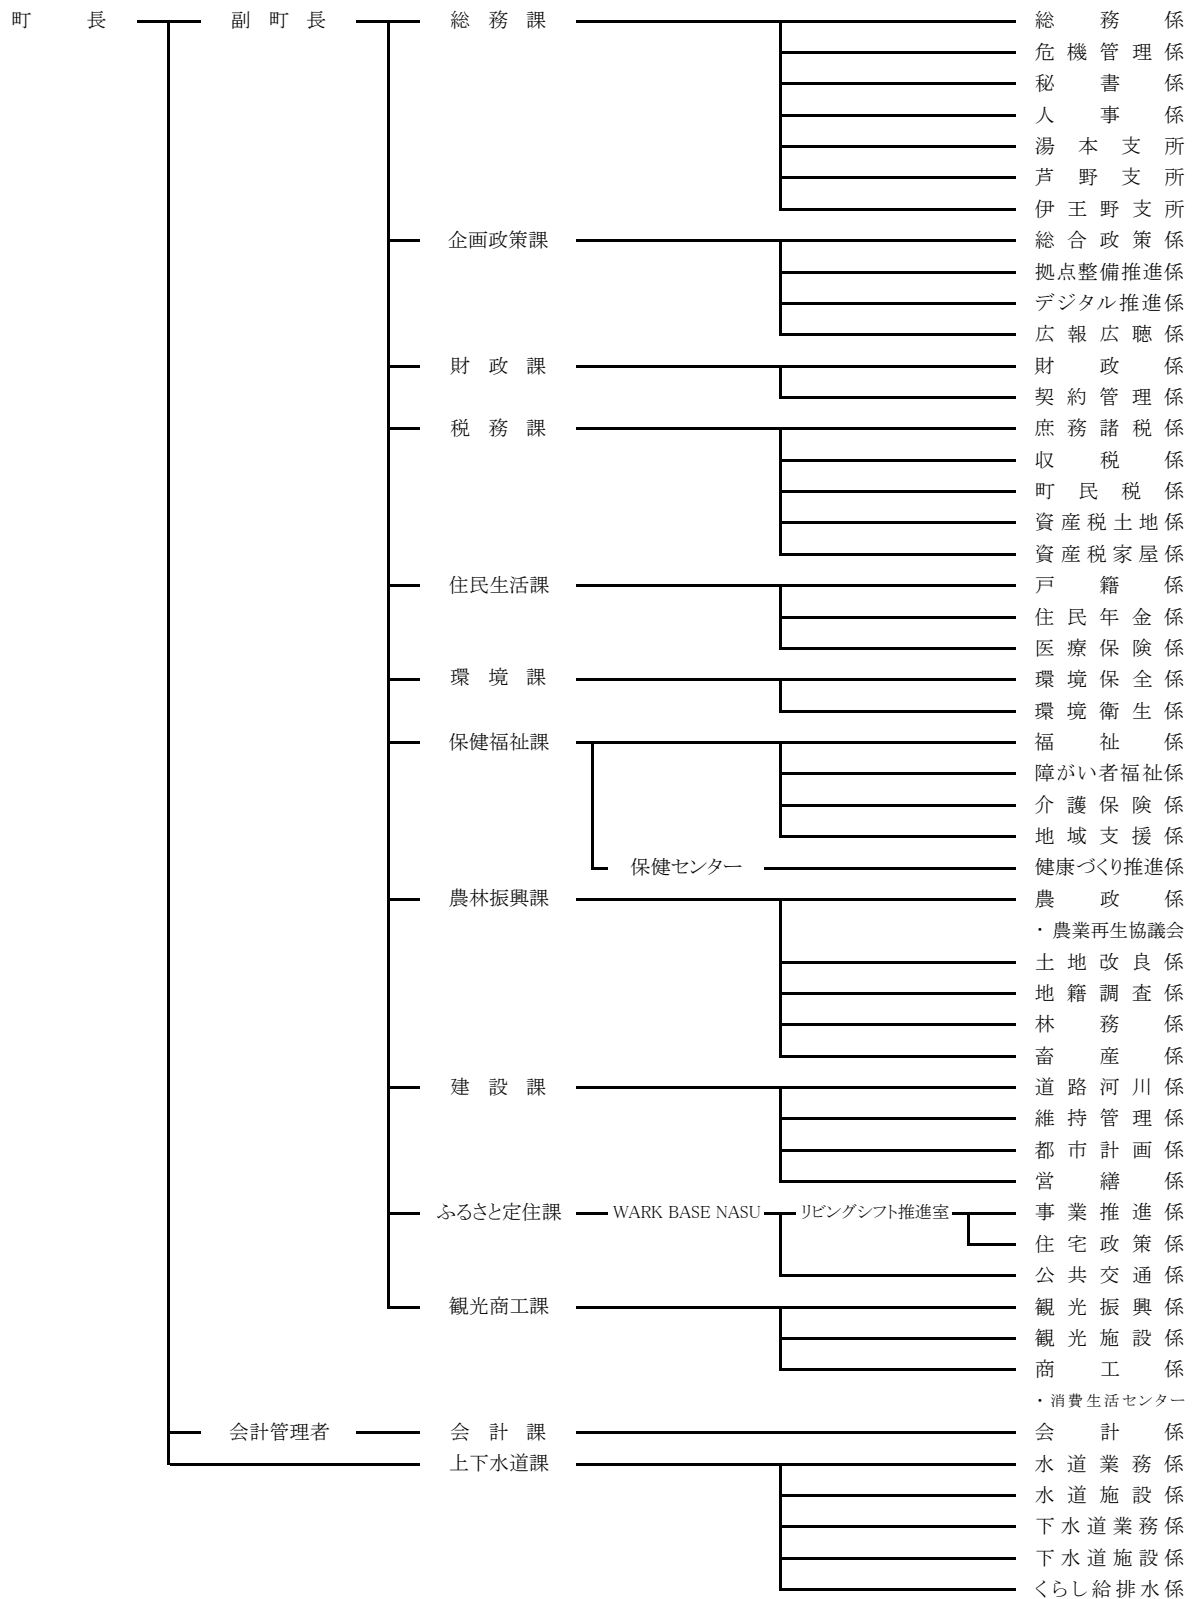 町長 副町長 総務課 総務係
危機管理係
秘書係
人事係
湯本支所
芦野支所
伊王野支所
企画政策課 総合政策係
拠点整備推進係
デジタル推進係
広報広聴係
財政課 財政係
契約管理係
税務課 庶務諸税係
収税係
町民税係
資産税土地係
資産税家屋係
住民生活課 戸籍係
住民年金係
医療保険係
環境課 環境保全係
環境衛生係
保健福祉課 福祉係
障がい者福祉係
介護保険係
地域支援係
保健センター 健康づくり推進係
農林振興課 農政係
・農業再生協議会
土地改良係
地籍調査係
林務係
畜産係
建設課 道路河川係
維持管理係
都市計画係
営繕係
ふるさと定住課 WARK BASE NASU リビングシフト推進室 事業推進係
住宅政策係
公共交通係
観光商工課 観光振興係
観光施設係
商工係
・消費生活センター
会計管理者 会計課 会計係
上下水道課 水道業務係
水道施設係
下水道業務係
下水道施設係
くらし給排水係